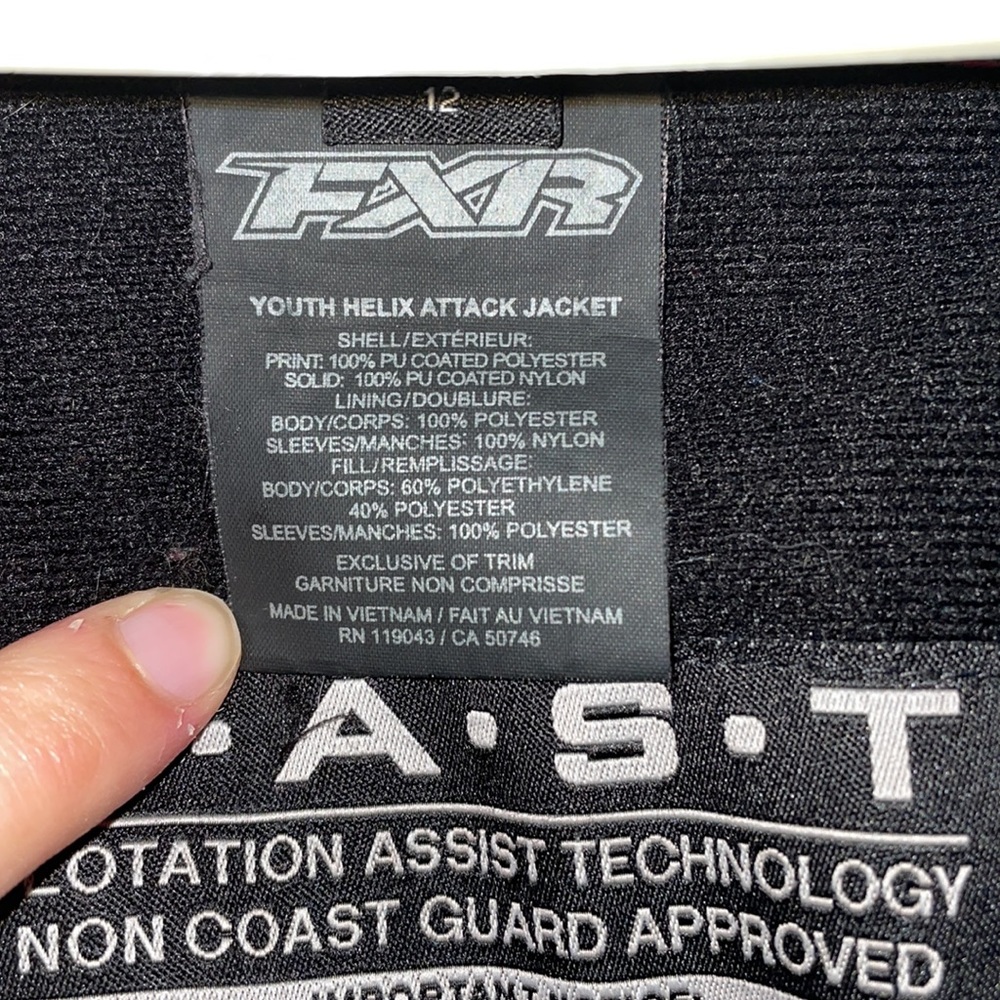 12
FXR
YOUTH HELIX ATTACK JACKET
SHELL/EXTÉRIEUR:
PRINT: 100% PU COATED POLYESTER
SOLID: 100% PU COATED NYLON
LINING/DOUBLURE:
BODY/CORPS: 100% POLYESTER
SLEEVES/MANCHES: 100% NYLON
FILL/REMPLISSAGE:
BODY/CORPS: 60% POLYETHYLENE
40% POLYESTER
SLEEVES/MANCHES: 100% POLYESTER
EXCLUSIVE OF TRIM
GARNITURE NON COMPRISSE
MADE IN VIETNAM / FAIT AU VIETNAM
RN 119043 / CA 50746
·A·S·T
LOTATION ASSIST TECHNOLOGY
NON COAST GUARD APPROVED